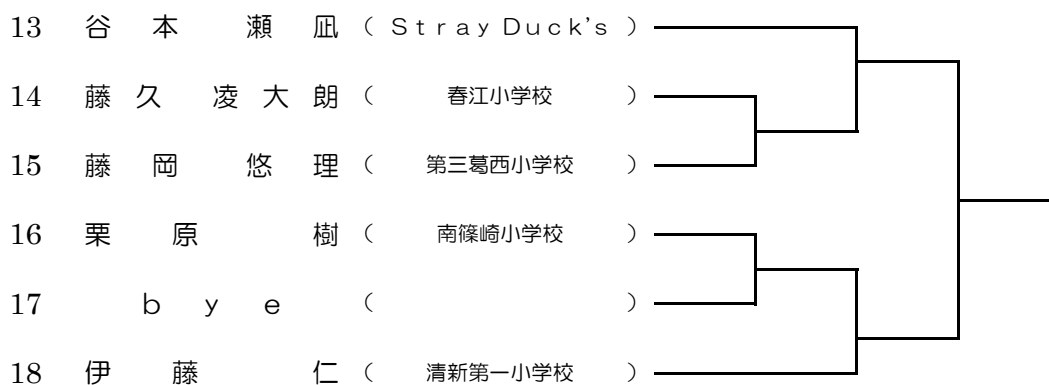 13 谷本 瀬凪 (Stray Duck's)
14 藤久 凌大朗 (春江小学校)
15 藤岡 悠理 (第三葛西小学校)
16 栗原 樹 (南篠崎小学校)
17 bye ( )
18 伊藤 仁 (清新第一小学校)